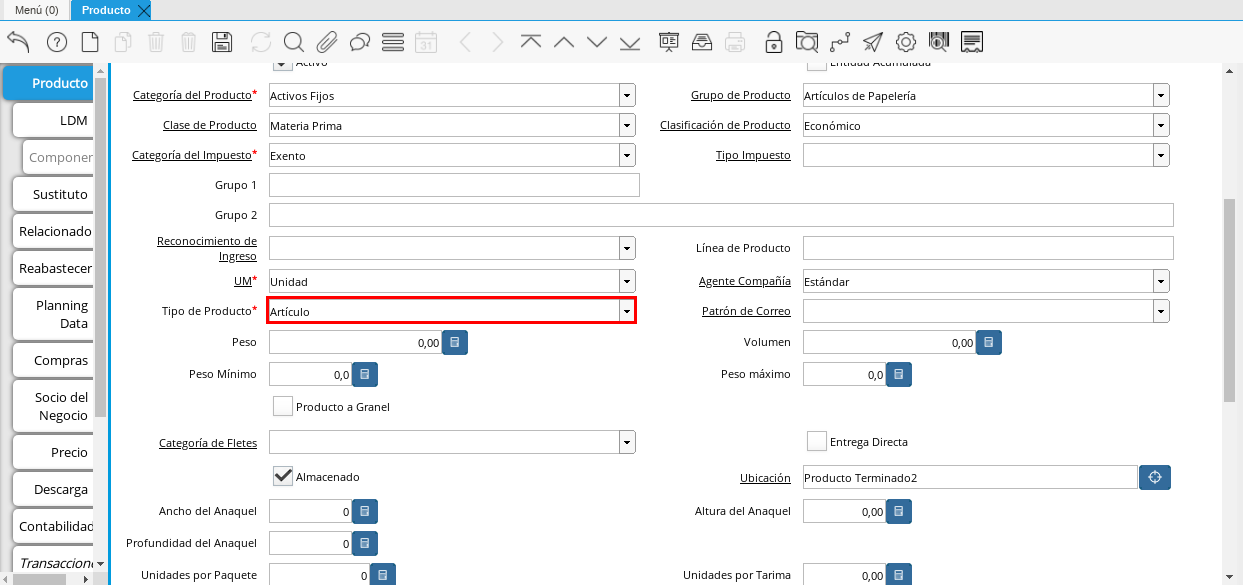 Menú (0)
Producto
31
Producto
LDM
Componen
Sustituto
Relacionado
Reabastecer
Planning
Data
Compras
Socio del
Negocio
Precio
Descarga
Contabilidad
Transaccione
Activo
Entidad Acumulada
Categoría del Producto* Activos Fijos
Grupo de Producto Artículos de Papelería
Clase de Producto Materia Prima
Clasificación de Producto Económico
Categoría del Impuesto* Exento
Tipo Impuesto
Grupo 1
Grupo 2
Reconocimiento de
Ingreso
Línea de Producto
UM* Unidad
Agente Compañía Estándar
Tipo de Producto* Artículo
Patrón de Correo
Peso 0,00
Volumen 0,00
Peso Mínimo 0,0
Peso máximo 0,0
Producto a Granel
Categoría de Fletes
Entrega Directa
Almacenado
Ubicación Producto Terminado2
Ancho del Anaquel 0
Altura del Anaquel 0,00
Profundidad del Anaquel 0
Unidades por Paquete 0
Unidades por Tarima 0,00